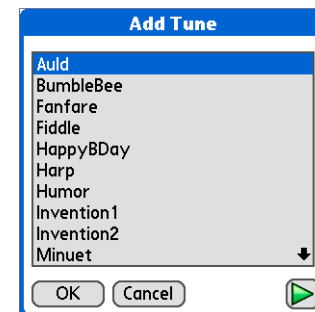 Add Tune
Auld
BumbleBee
Fanfare
Fiddle
HappyBDay
Harp
Humor
Invention1
Invention2
Minuet
OK Cancel